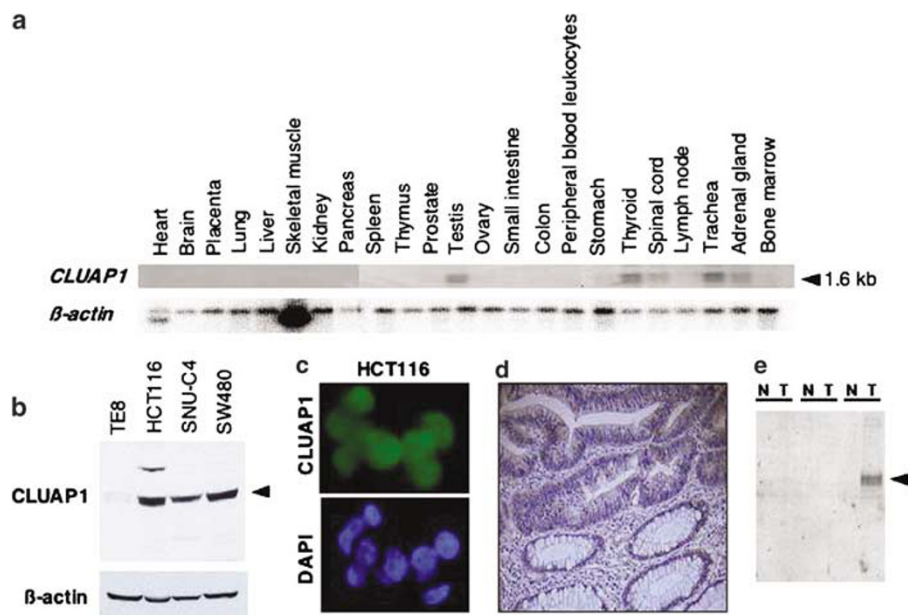 a
Heart
Brain
Placenta
Lung
Liver
Skeletal muscle
Kidney
Pancreas
Spleen
Thymus
Prostate
Testis
Ovary
Small intestine
Colon
Peripheral blood leukocytes
Stomach
Thyroid
Spinal cord
Lymph node
Trachea
Adrenal gland
Bone marrow
CLUAP1
1.6 kb
ß-actin
b
TE8
HCT116
SNU-C4
SW480
CLUAP1
ß-actin
c
HCT116
CLUAP1
DAPI
d
e
N T N T N T